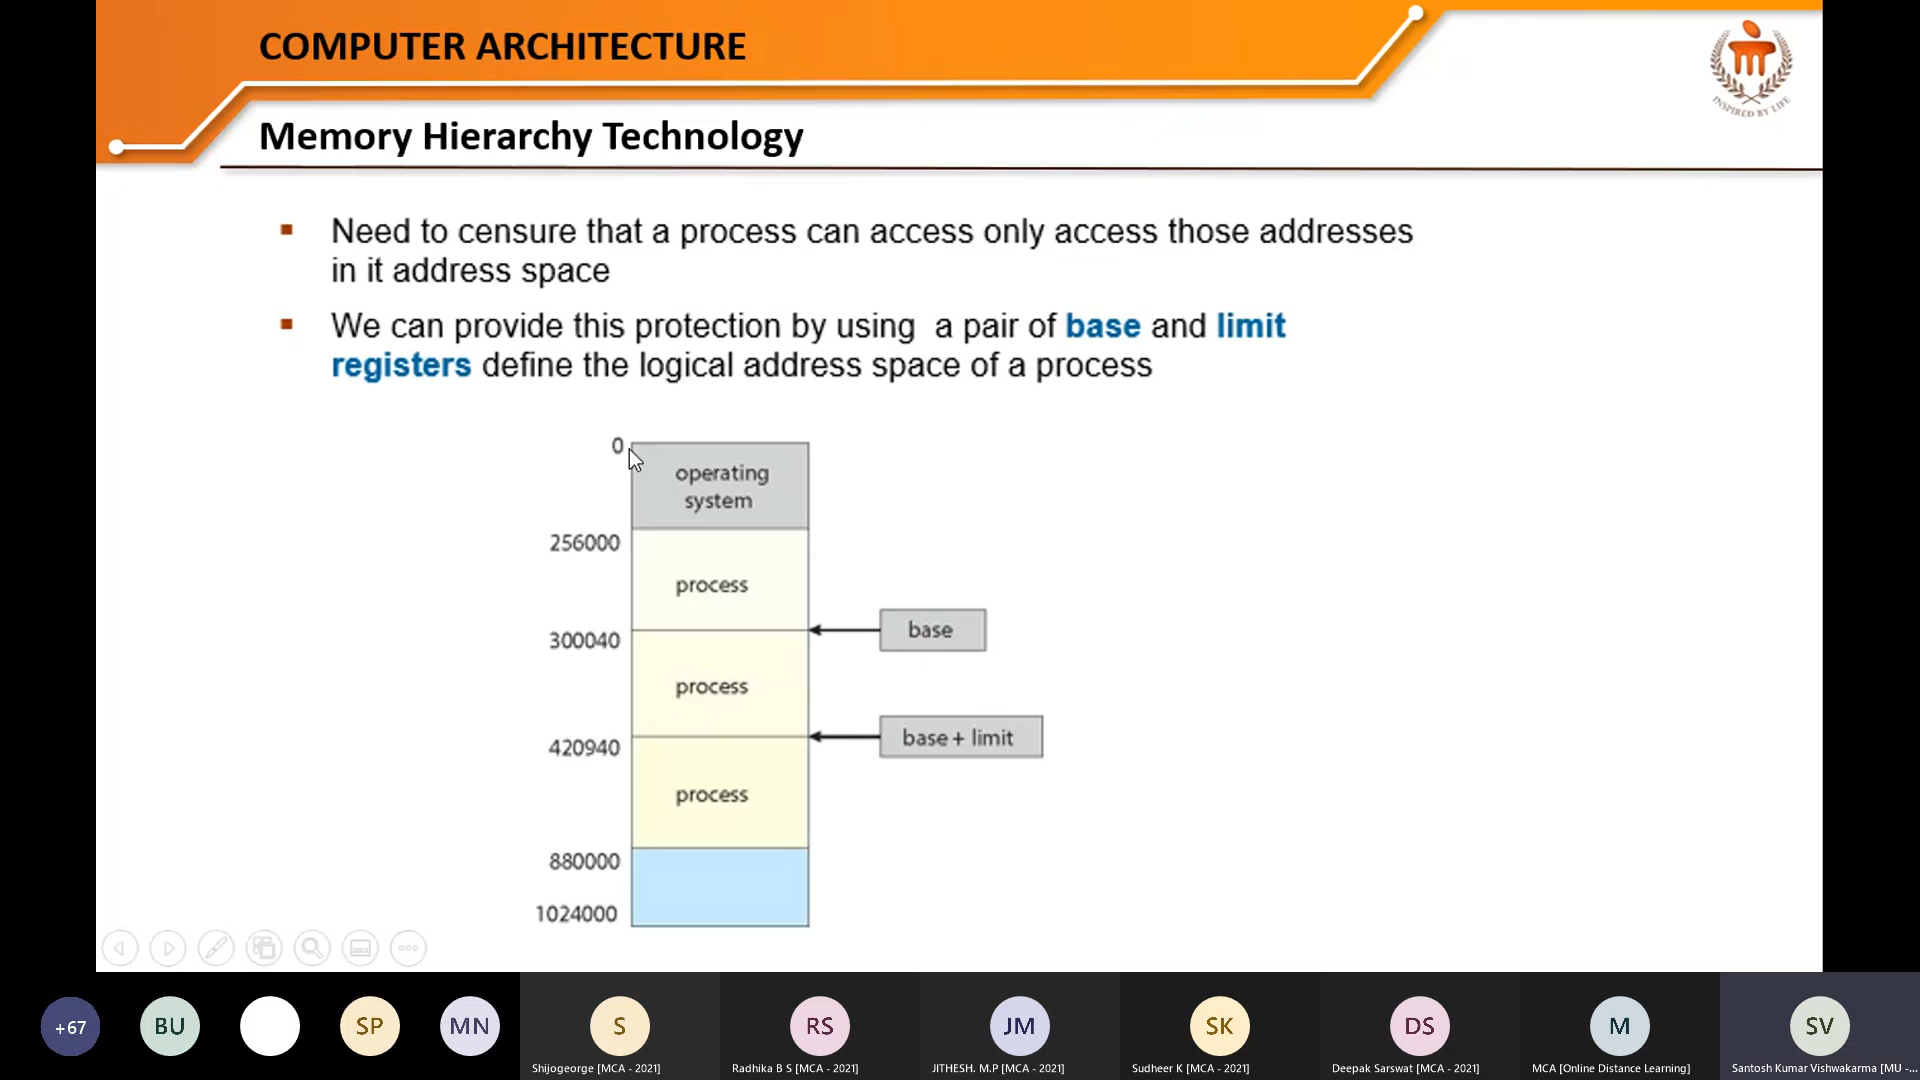 COMPUTER ARCHITECTURE
INSPIRED BY LIFE
Memory Hierarchy Technology
Need to censure that a process can access only access those addresses
in it address space
We can provide this protection by using a pair of base and limit
registers define the logical address space of a process
0
operating
system
256000
process
300040
base
process
420940
base + limit
process
880000
1024000
+67
BU
SP
MN
S
RS
JM
SK
DS
M
SV
Shijogeorge [MCA - 2021]
Radhika B S [MCA - 2021]
JITHESH. M.P [MCA - 2021]
Sudheer K [MCA - 2021]
Deepak Sarswat [MCA - 2021]
MCA [Online Distance Learning]
Santosh Kumar Vishwakarma [MU -...